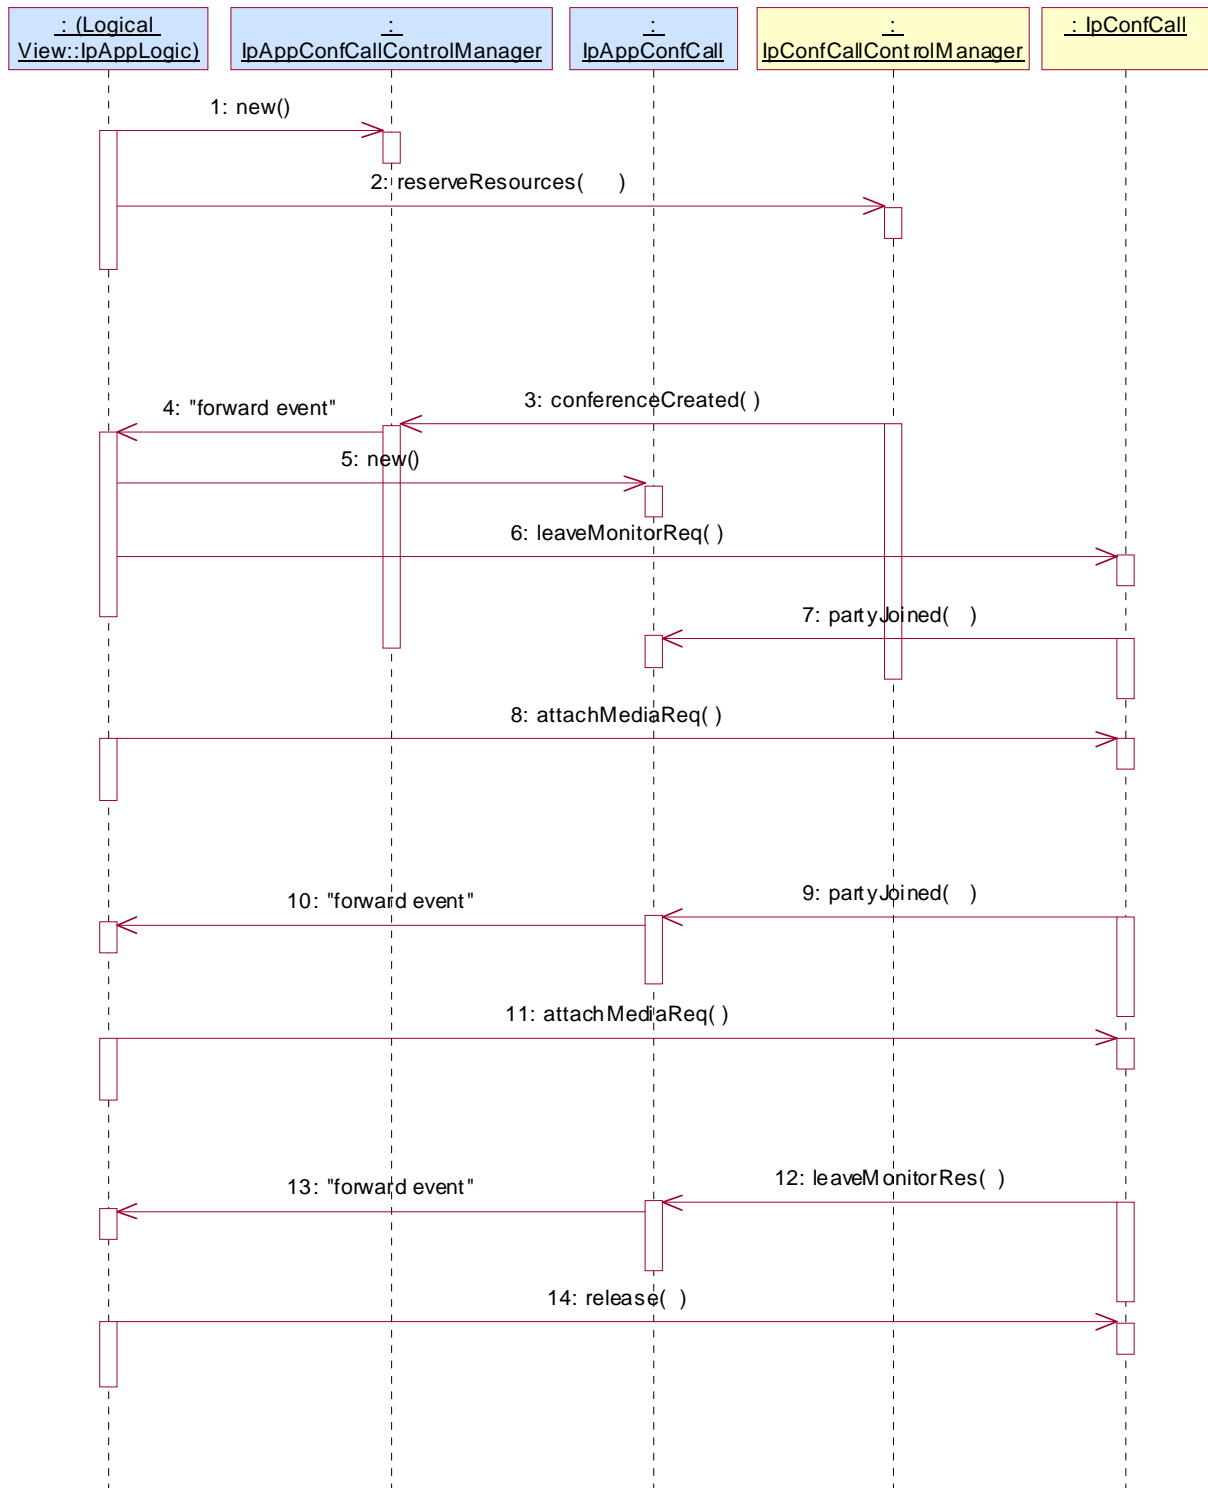 : (Logical
View::IpAppLogic)
:
IpAppConfCallControlManager
:
IpAppConfCall
:
IpConfCallControlManager
: IpConfCall
1: new()
2: reserveResources( )
3: conferenceCreated( )
4: "forward event"
5: new()
6: leaveMonitorReq( )
7: partyJoined( )
8: attachMediaReq( )
9: partyJoined( )
10: "forward event"
11: attachMediaReq( )
12: leaveMonitorRes( )
13: "forward event"
14: release( )